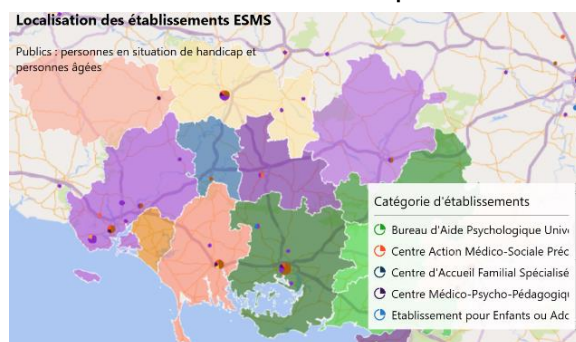 Localisation des établissements ESMS
Publics : personnes en situation de handicap et
personnes âgées
Catégorie d'établissements
Bureau d'Aide Psychologique Univ
Centre Action Médico-Sociale Préc
Centre d'Accueil Familial Spécialisé
Centre Médico-Psycho-Pédagogiqu
Etablissement pour Enfants ou Adc